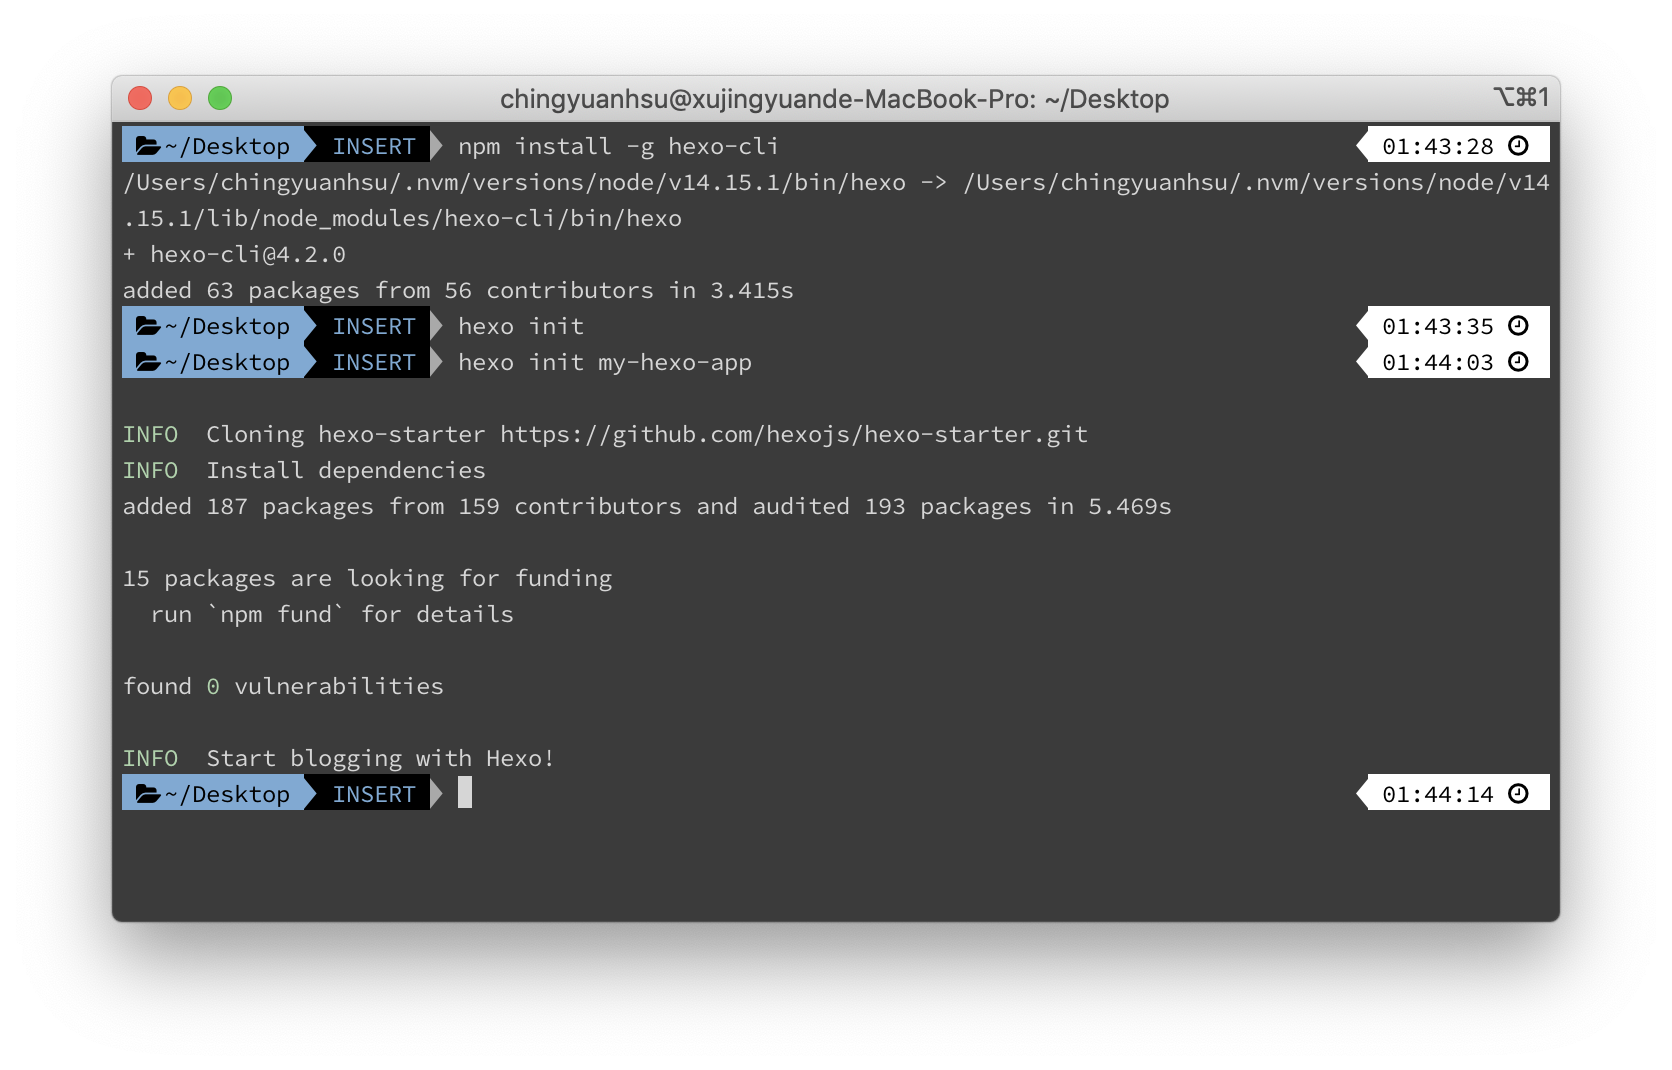 chingyuanhsu@xujingyuande-MacBook-Pro: ~/Desktop ⌥⌘1
~/Desktop INSERT npm install -g hexo-cli 01:43:28
/Users/chingyuanhsu/.nvm/versions/node/v14.15.1/bin/hexo -> /Users/chingyuanhsu/.nvm/versions/node/v14
.15.1/lib/node_modules/hexo-cli/bin/hexo
+ hexo-cli@4.2.0
added 63 packages from 56 contributors in 3.415s
~/Desktop INSERT hexo init 01:43:35
~/Desktop INSERT hexo init my-hexo-app 01:44:03
INFO  Cloning hexo-starter https://github.com/hexojs/hexo-starter.git
INFO  Install dependencies
added 187 packages from 159 contributors and audited 193 packages in 5.469s
15 packages are looking for funding
  run `npm fund` for details
found 0 vulnerabilities
INFO  Start blogging with Hexo!
~/Desktop INSERT 01:44:14